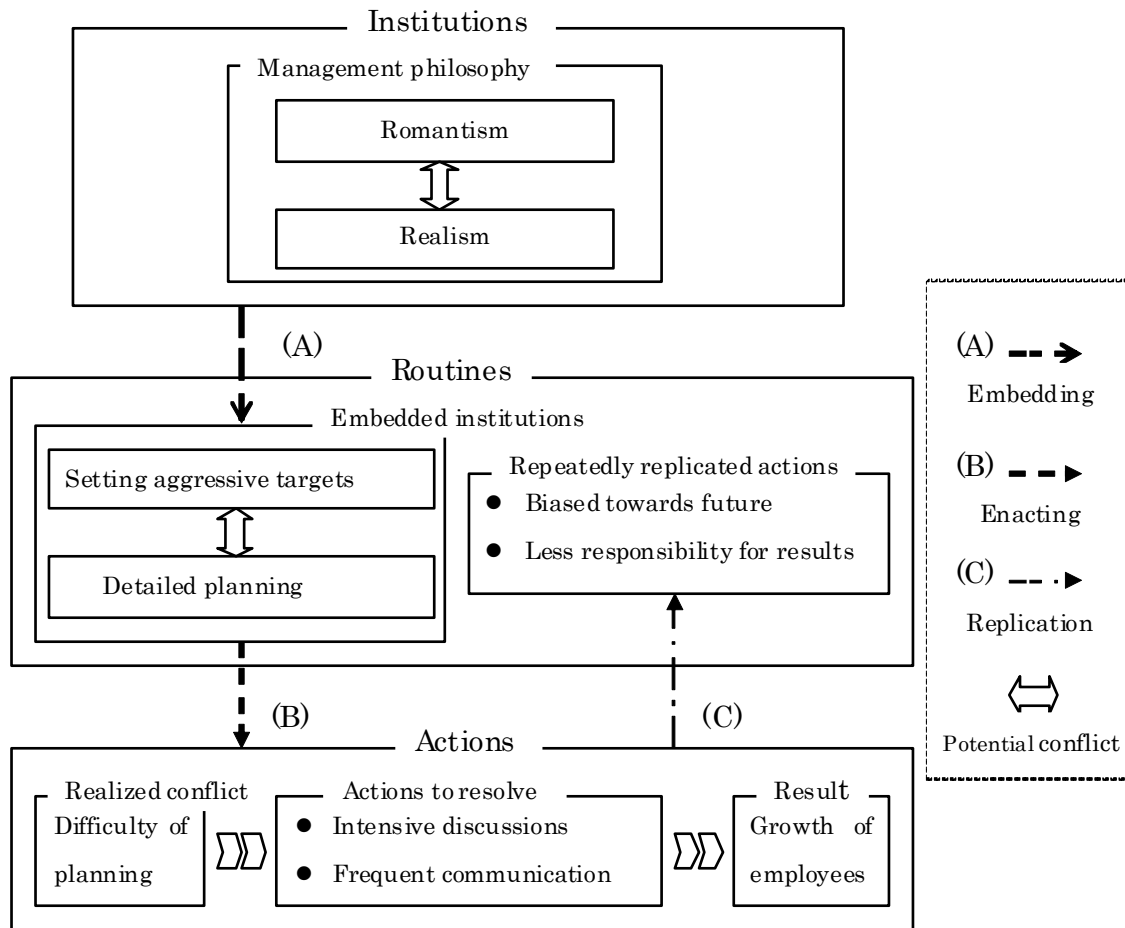 Institutions
Management philosophy
Romantism
Realism
(A)
Routines
Embedded institutions
Setting aggressive targets
Detailed planning
Repeatedly replicated actions
● Biased towards future
● Less responsibility for results
(B)
(C)
Actions
Realized conflict
Difficulty of
planning
Actions to resolve
● Intensive discussions
● Frequent communication
Result
Growth of
employees
(A)
Embedding
(B)
Enacting
(C)
Replication
Potential conflict